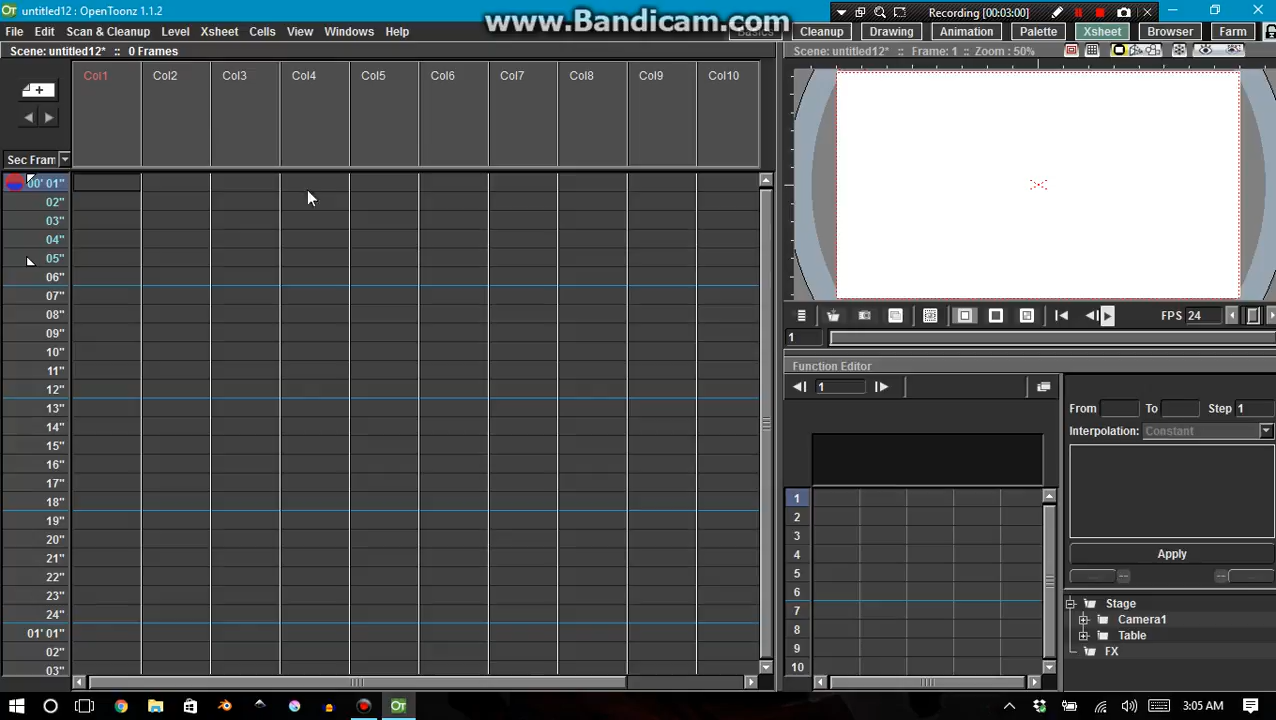 untitled12* : OpenToonz 1.1.2
www.Bandicam.com
Recording [00:03:00]
File Edit Scan & Cleanup Level Xsheet Cells View Windows Help
Basics Cleanup Drawing Animation Palette Xsheet Browser Farm
Scene: untitled12* :: 0 Frames
Scene: untitled12* :: Frame: 1 :: Zoom : 50%
Col1 Col2 Col3 Col4 Col5 Col6 Col7 Col8 Col9 Col10
Sec Fram
00' 01"
02"
03"
04"
05"
06"
07"
08"
09"
10"
11"
12"
13"
14"
15"
16"
17"
18"
19"
20"
21"
22"
23"
24"
01' 01"
02"
03"
FPS 24
1
Function Editor
1
From To Step 1
Interpolation: Constant
1
2
3
4
5
6
7
8
9
10
Apply
Stage
Camera1
Table
FX
3:05 AM